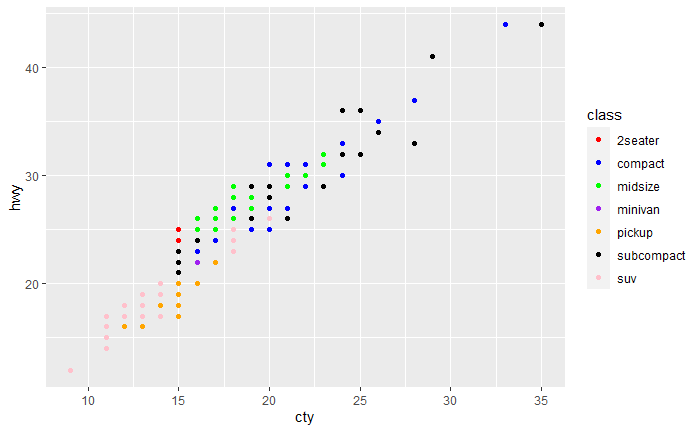 hwy
40
30
20
10 15 20 25 30 35
cty
class
2seater
compact
midsize
minivan
pickup
subcompact
suv